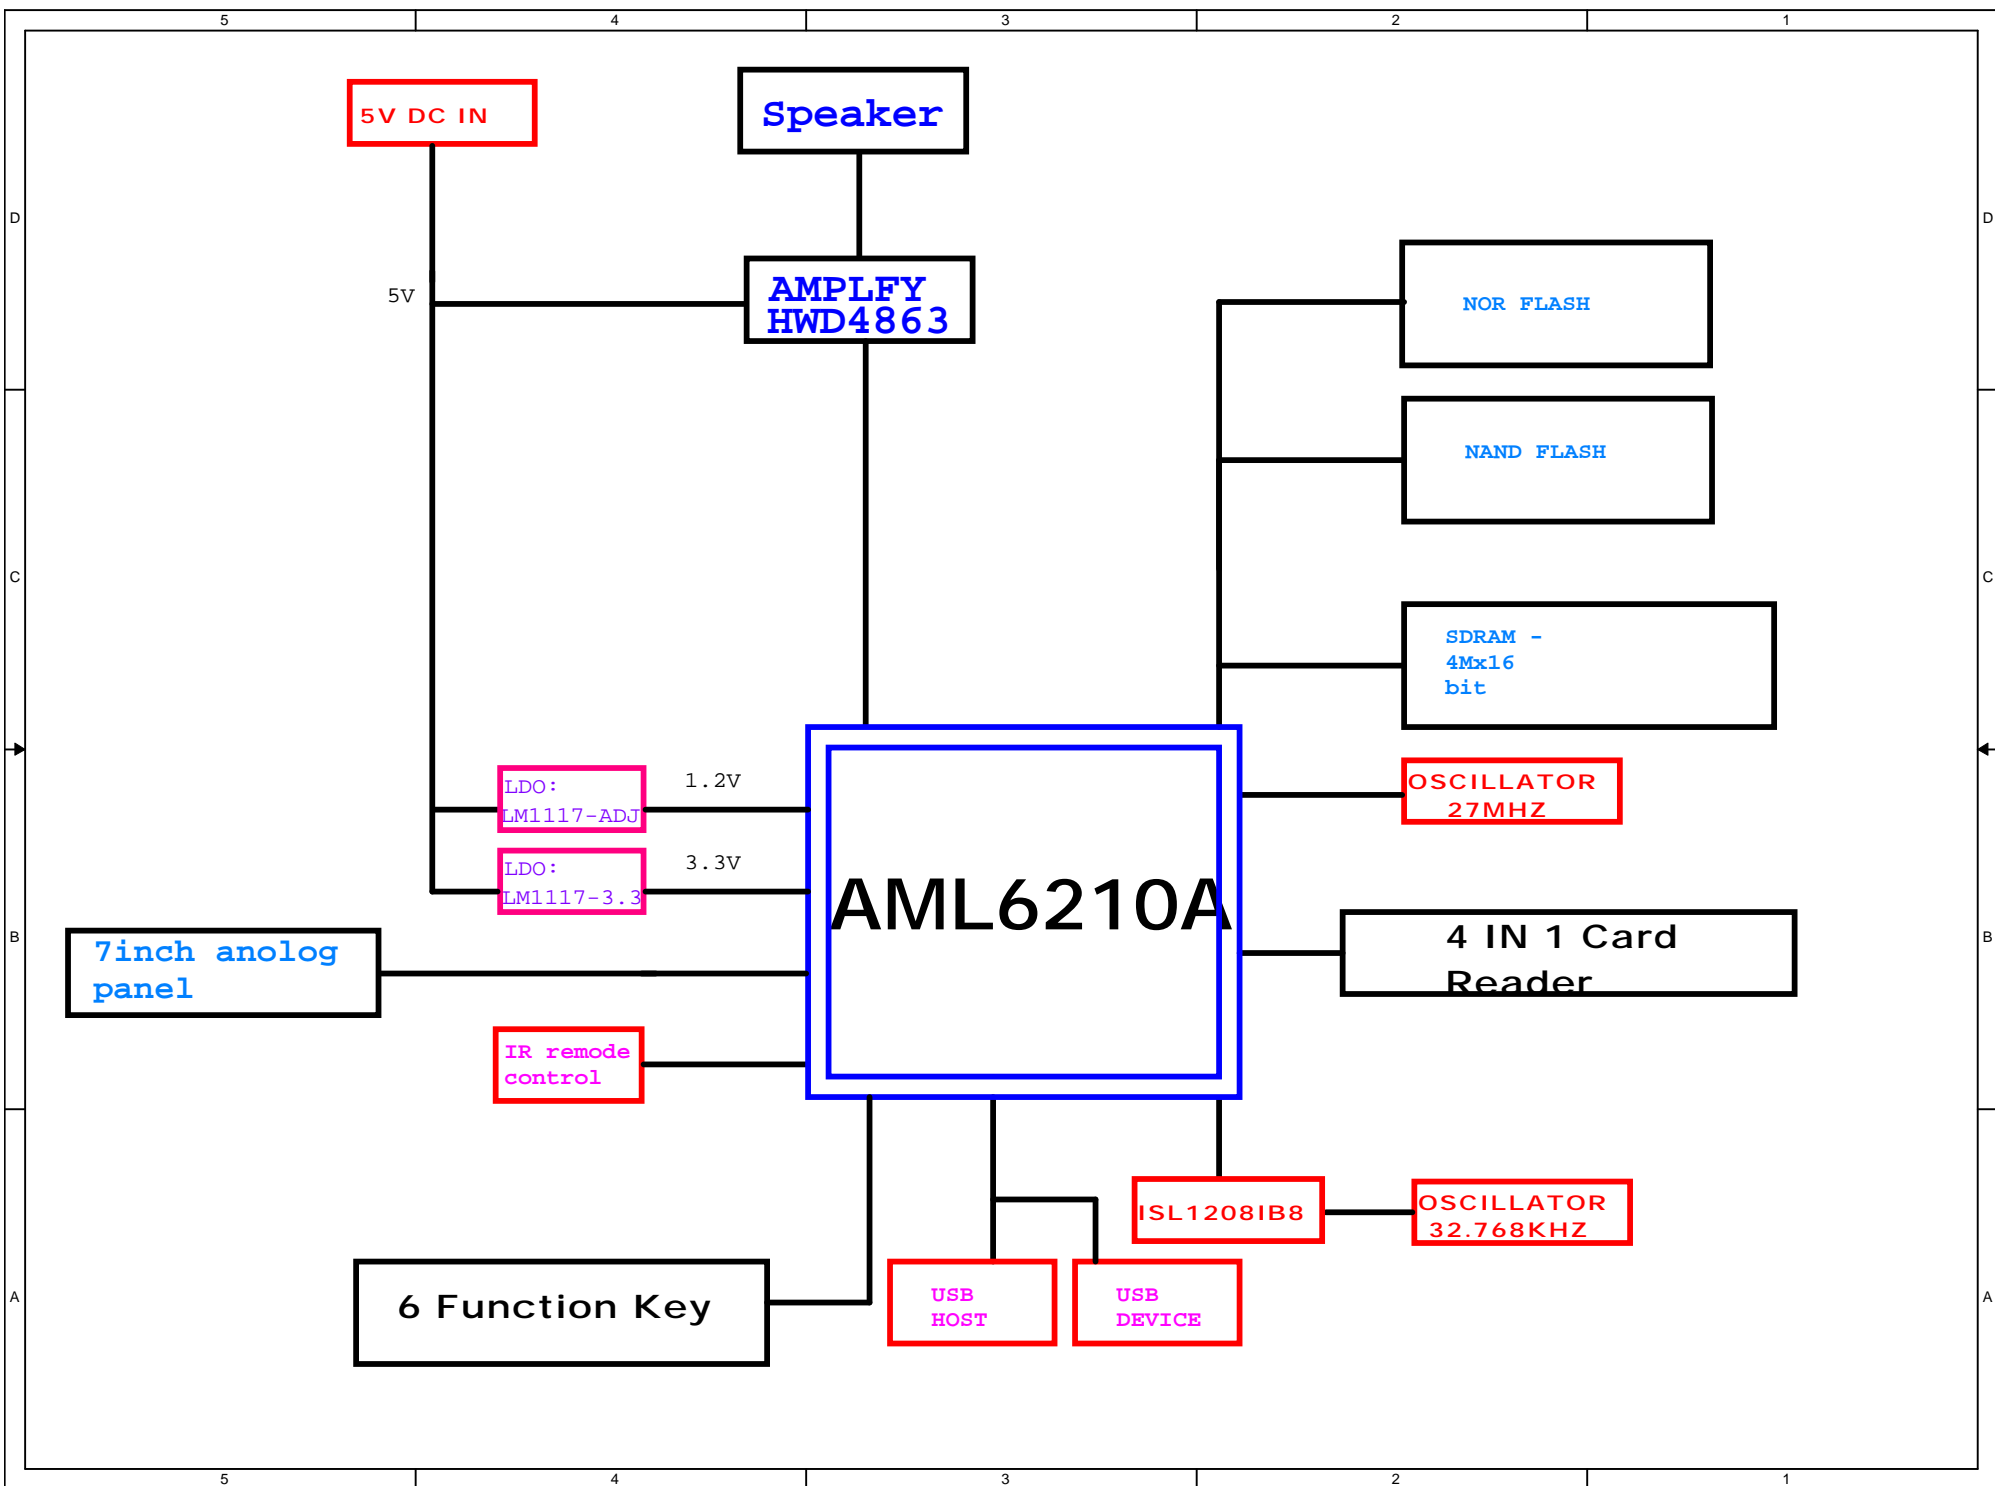 5 4 3 2 1
5V DC IN
Speaker
D D
AMPLFY
HWD4863
5V
NOR FLASH
NAND FLASH
C C
SDRAM -
4Mx16
bit
LDO:
LM1117-ADJ
1.2V
OSCILLATOR
27MHZ
LDO:
LM1117-3.3
3.3V
AML6210A
B B
7inch anolog
panel
4 IN 1 Card
Reader
IR remode
control
ISL1208IB8
OSCILLATOR
32.768KHZ
6 Function Key
USB
HOST
USB
DEVICE
A A
5 4 3 2 1